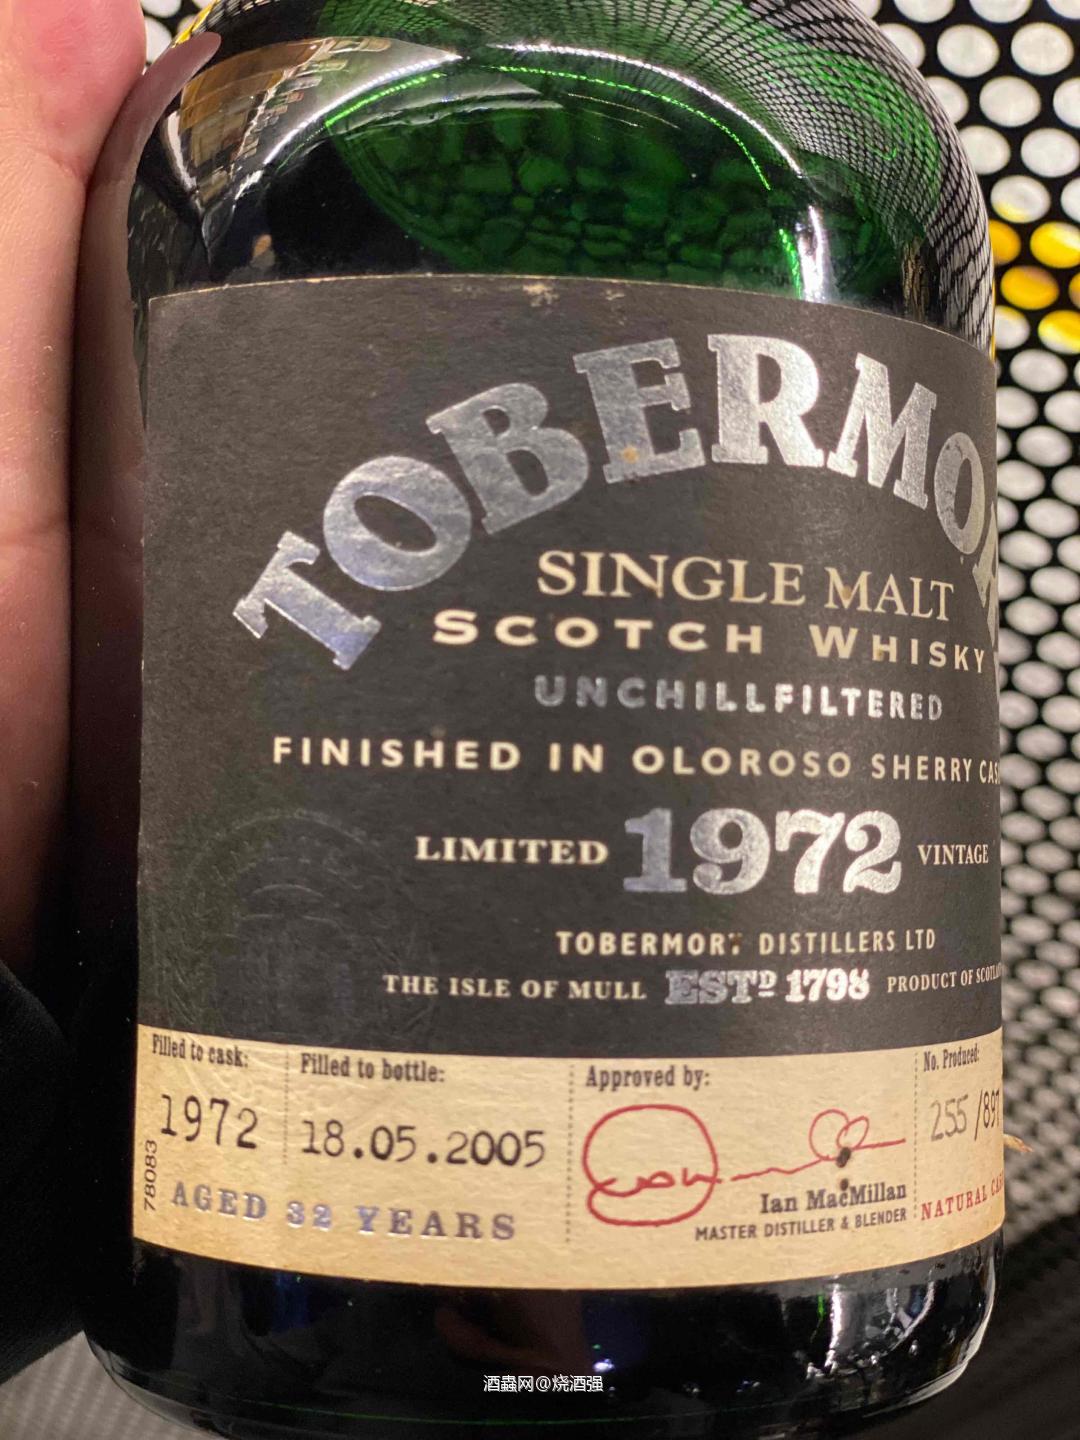 TOBERMOR
SINGLE MALT
SCOTCH WHISKY
UNCHILLFILTERED
FINISHED IN OLOROSO SHERRY CAS
LIMITED 1972 VINTAGE
TOBERMORY DISTILLERS LTD
THE ISLE OF MULL ESTD 1798 PRODUCT OF SCOTLA
Filled to cask: Filled to bottle: Approved by: No. Produced:
1972 18.05.2005 255/897
78083
AGED 32 YEARS
Ian MacMillan
MASTER DISTILLER & BLENDER
NATURAL CAS
酒蟲网@烧酒强